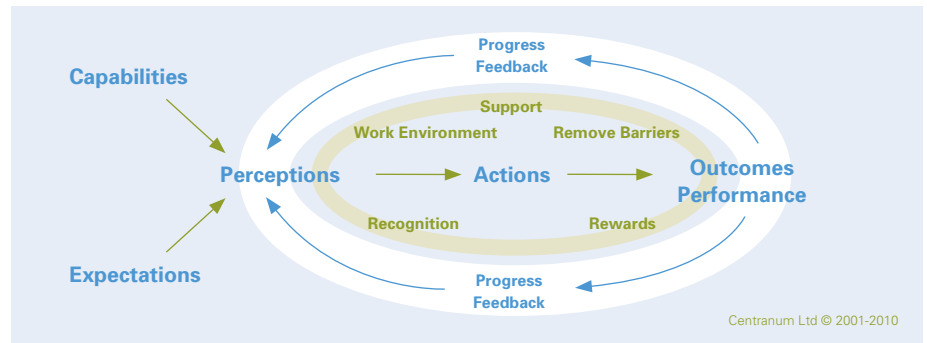 Progress
Feedback
Capabilities
Support
Work Environment
Remove Barriers
Perceptions
Actions
Outcomes
Performance
Recognition
Rewards
Expectations
Progress
Feedback
Centranum Ltd © 2001-2010